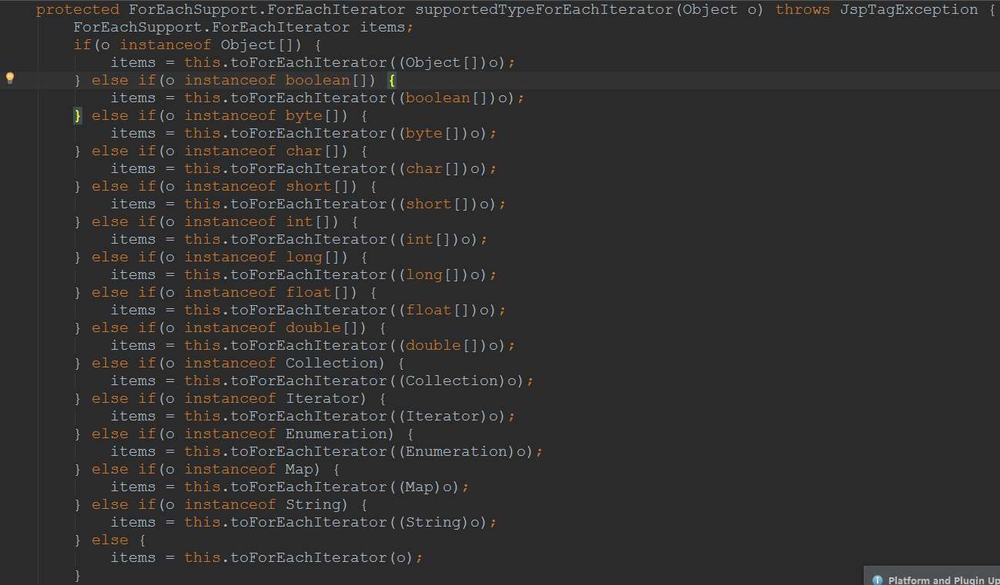 protected ForEachSupport.ForEachIterator supportedTypeForEachIterator(Object o) throws JspTagException {
    ForEachSupport.ForEachIterator items;
    if(o instanceof Object[]) {
        items = this.toForEachIterator((Object[])o);
    } else if(o instanceof boolean[]) {
        items = this.toForEachIterator((boolean[])o);
    } else if(o instanceof byte[]) {
        items = this.toForEachIterator((byte[])o);
    } else if(o instanceof char[]) {
        items = this.toForEachIterator((char[])o);
    } else if(o instanceof short[]) {
        items = this.toForEachIterator((short[])o);
    } else if(o instanceof int[]) {
        items = this.toForEachIterator((int[])o);
    } else if(o instanceof long[]) {
        items = this.toForEachIterator((long[])o);
    } else if(o instanceof float[]) {
        items = this.toForEachIterator((float[])o);
    } else if(o instanceof double[]) {
        items = this.toForEachIterator((double[])o);
    } else if(o instanceof Collection) {
        items = this.toForEachIterator((Collection)o);
    } else if(o instanceof Iterator) {
        items = this.toForEachIterator((Iterator)o);
    } else if(o instanceof Enumeration) {
        items = this.toForEachIterator((Enumeration)o);
    } else if(o instanceof Map) {
        items = this.toForEachIterator((Map)o);
    } else if(o instanceof String) {
        items = this.toForEachIterator((String)o);
    } else {
        items = this.toForEachIterator(o);
    }
Platform and Plugin Up